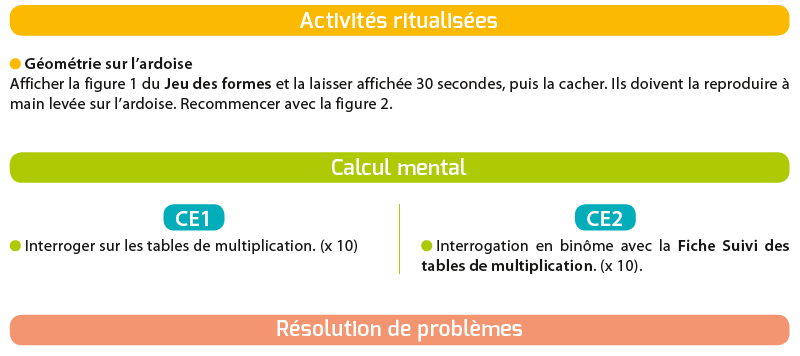 Activités ritualisées
Géométrie sur l'ardoise
Afficher la figure 1 du Jeu des formes et la laisser affichée 30 secondes, puis la cacher. Ils doivent la reproduire à
main levée sur l'ardoise. Recommencer avec la figure 2.
Calcul mental
CE1
Interroger sur les tables de multiplication. (x 10)
CE2
Interrogation en binôme avec la Fiche Suivi des
tables de multiplication. (x 10).
Résolution de problèmes